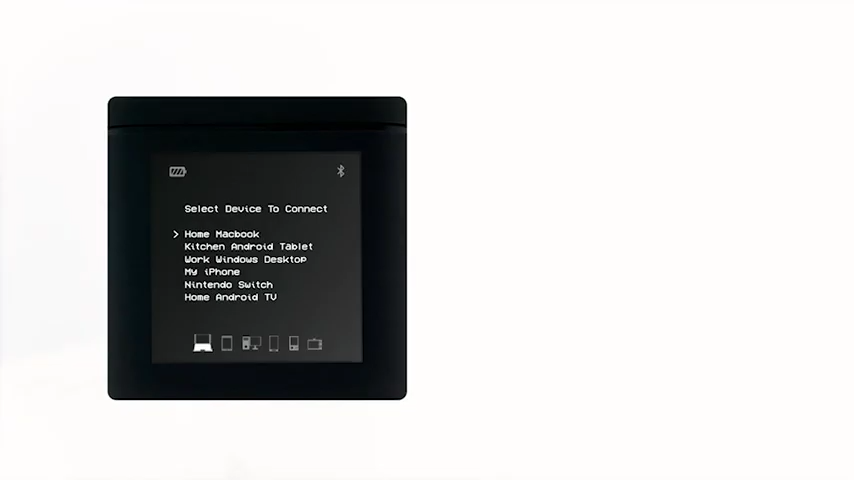 Select Device To Connect
> Home Macbook
Kitchen Android Tablet
Work Windows Desktop
My iPhone
Nintendo Switch
Home Android TV